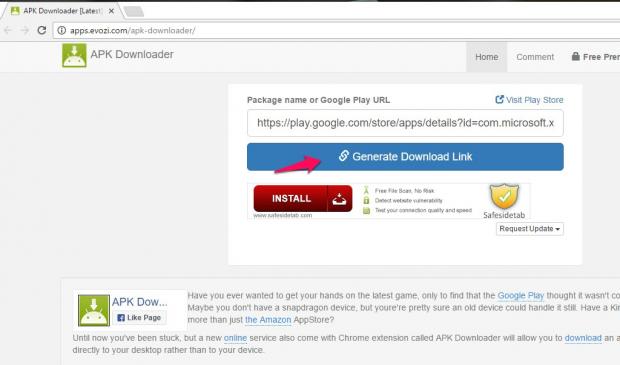 APK Downloader [Latest]
apps.evozi.com/apk-downloader/
APK Downloader
Home
Comment
Free Prem
Package name or Google Play URL
Visit Play Store
https://play.google.com/store/apps/details?id=com.microsoft.x
Generate Download Link
INSTALL
Free File Scan, No Risk
Detect website vulnerability
Test your connection quality and speed
www.safesidetab.com
Safesidetab
Request Update
APK Dow...
Like Page
Have you ever wanted to get your hands on the latest game, only to find that the Google Play thought it wasn't co
Maybe you don't have a snapdragon device, but youre're pretty sure an old device could handle it still. Have a Kin
more than just the Amazon AppStore?
Until now you've been stuck, but a new online service also come with Chrome extension called APK Downloader will allow you to download an a
directly to your desktop rather than to your device.